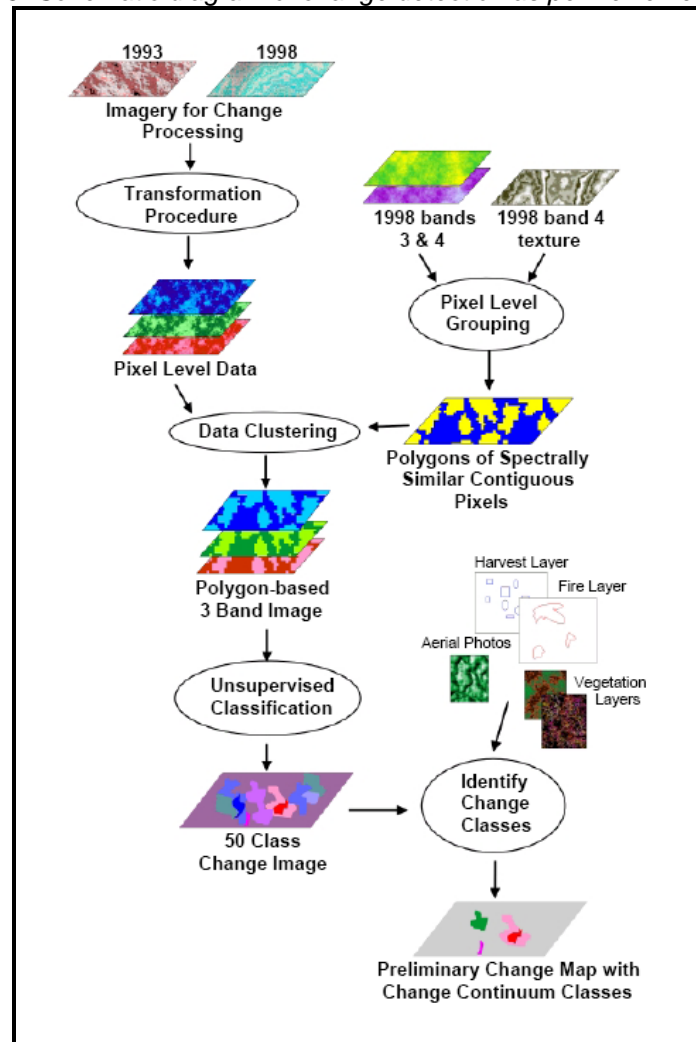 1993
1998
Imagery for Change
Processing
Transformation
Procedure
1998 bands
3 & 4
1998 band 4
texture
Pixel Level
Grouping
Pixel Level Data
Data Clustering
Polygons of Spectrally
Similar Contiguous
Pixels
Polygon-based
3 Band Image
Harvest Layer
Fire Layer
Aerial Photos
Vegetation
Layers
Unsupervised
Classification
Identify
Change
Classes
50 Class
Change Image
Preliminary Change Map with
Change Continuum Classes